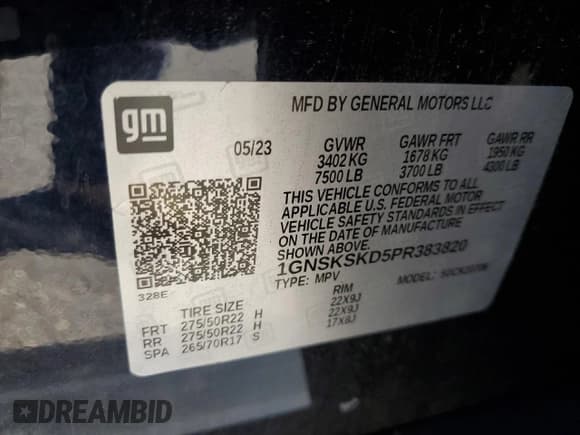 gm
MFD BY GENERAL MOTORS LLC
05/23 GVWR GAWR FRT GAWR RR
3402 KG 1678 KG 1950 KG
7500 LB 3700 LB 4300 LB
THIS VEHICLE CONFORMS TO ALL
APPLICABLE U.S. FEDERAL MOTOR
VEHICLE SAFETY STANDARDS IN EFFECT
ON THE DATE OF MANUFACTURE
SHOWN ABOVE.
1GNSKSKD5PR383820
TYPE: MPV MODEL:
328E
TIRE SIZE RIM
FRT 275/50R22 H 22X9J
RR 275/50R22 H 22X9J
SPA 265/70R17 S 17X8J
DREAMBID